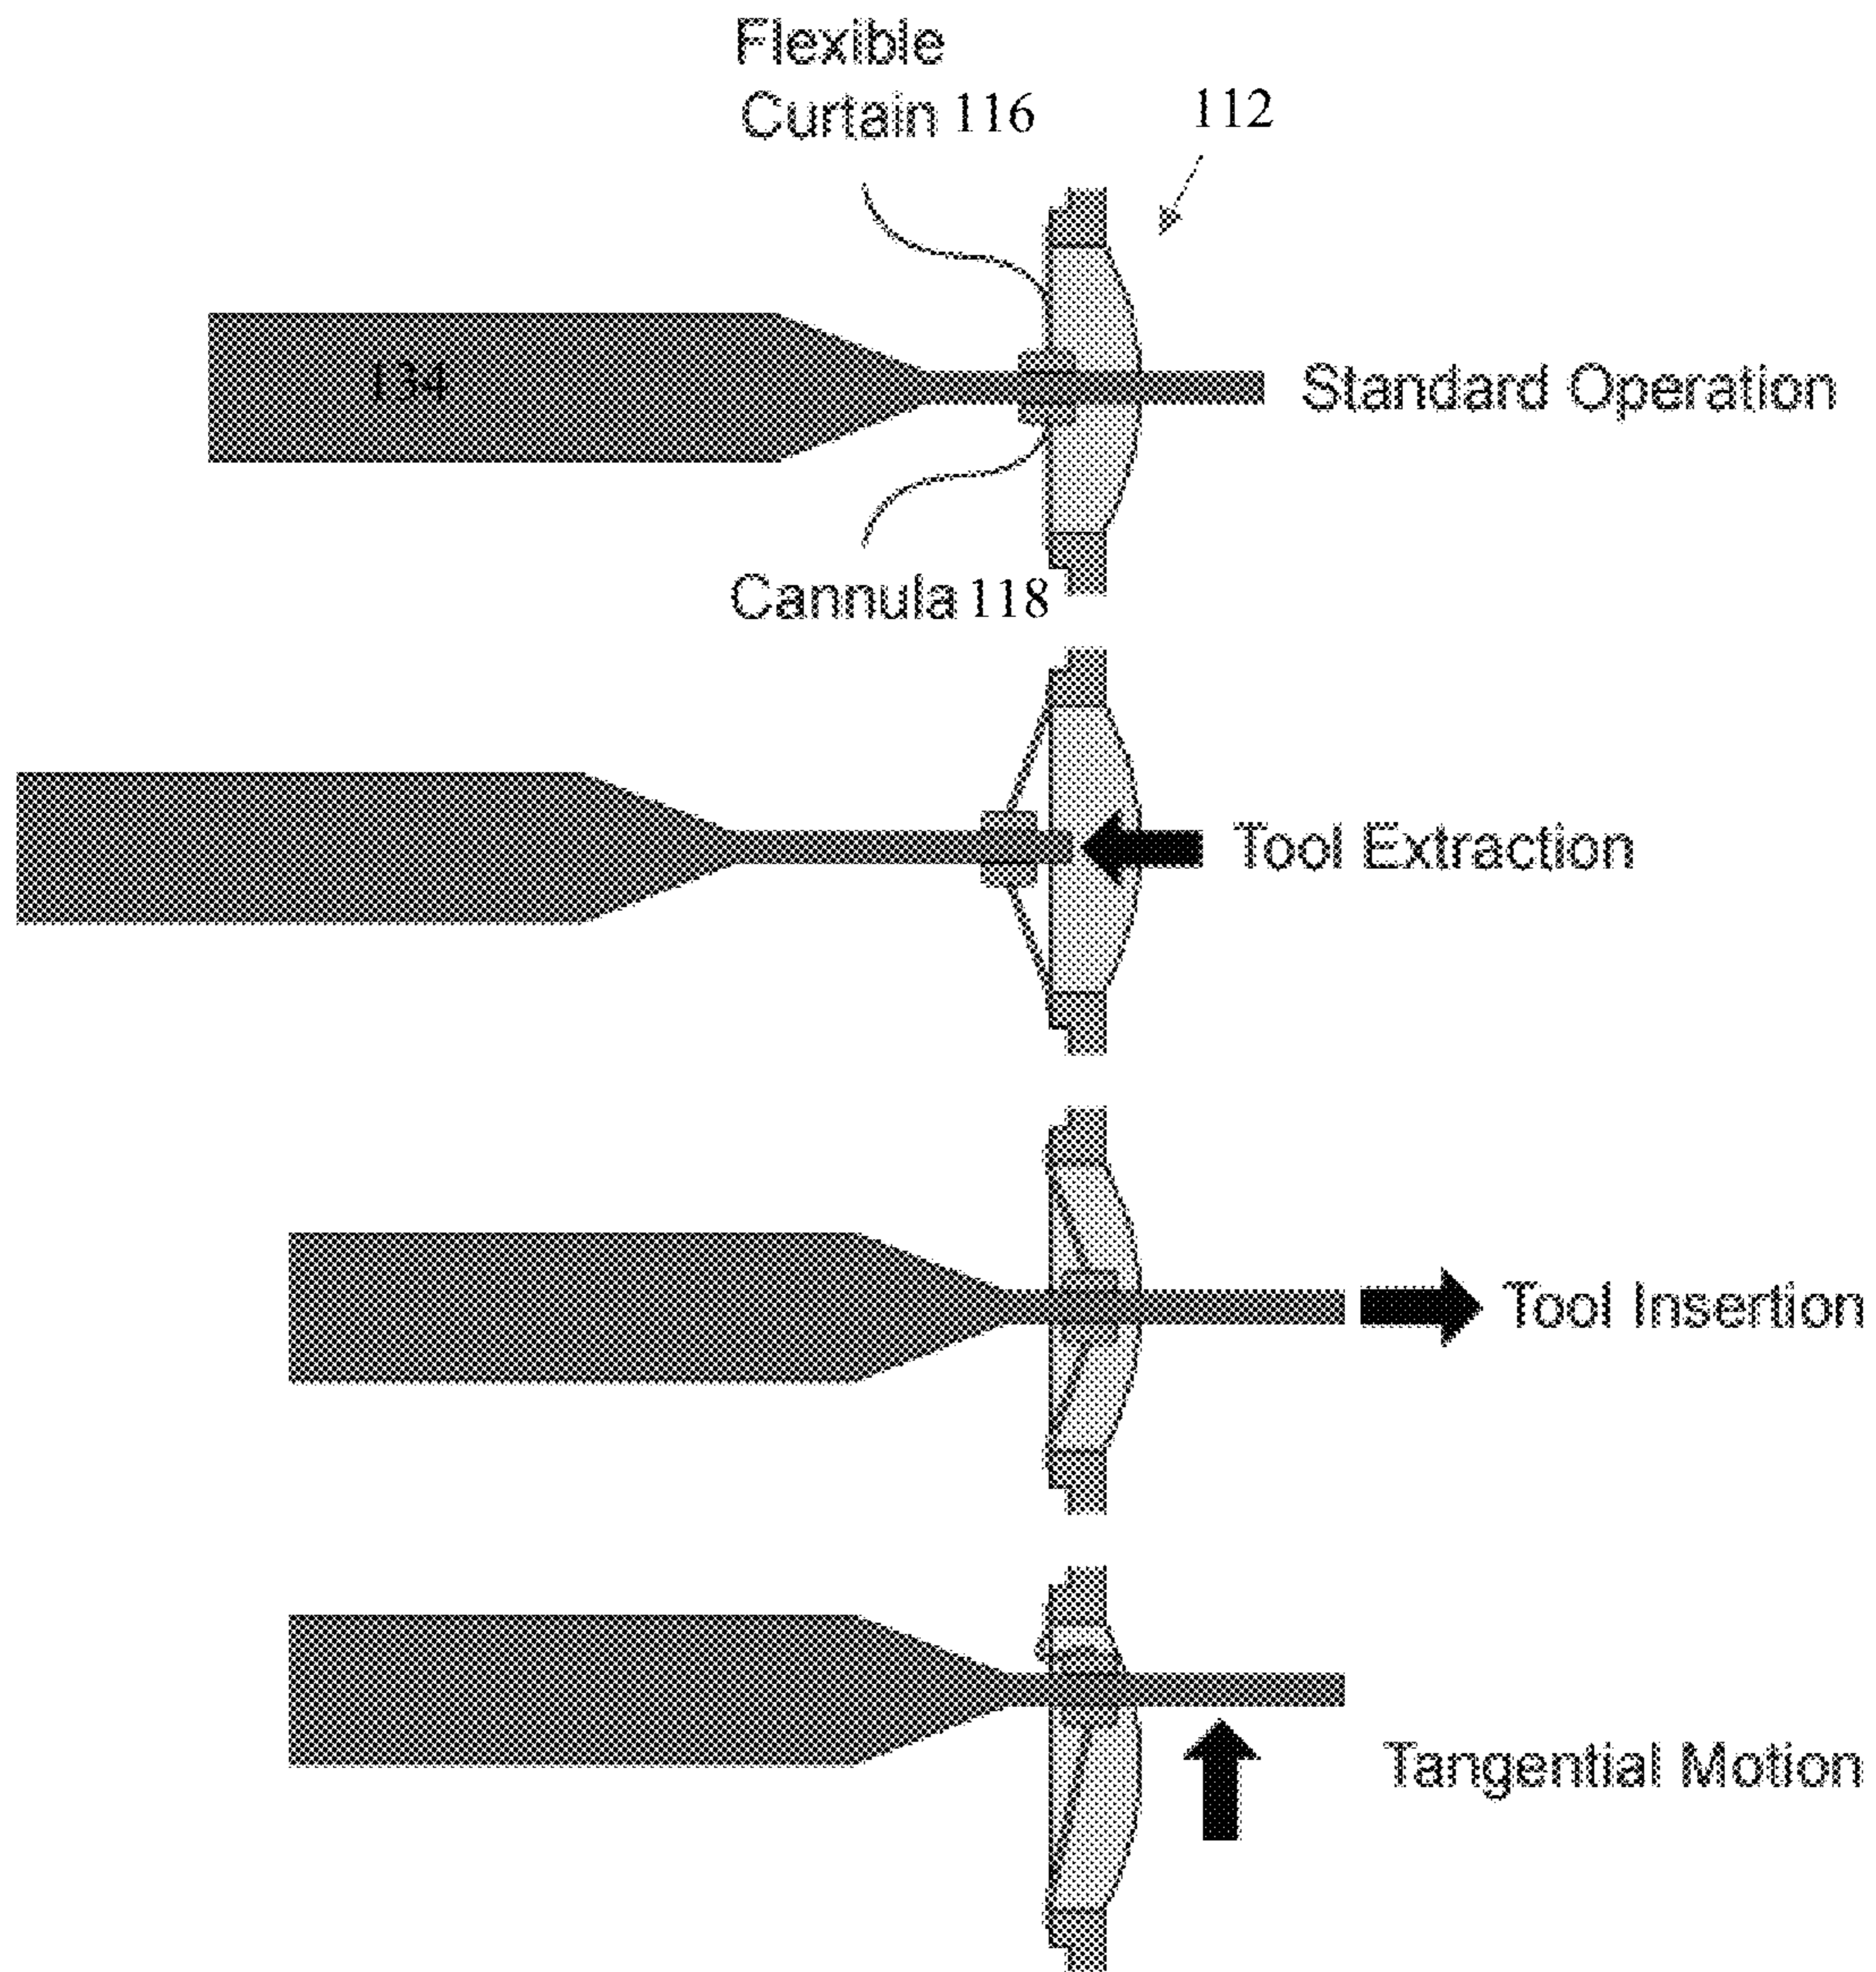 Flexible
Curtain 116
112
134
Standard Operation
Cannula 118
Tool Extraction
Tool Insertion
Tangential Motion